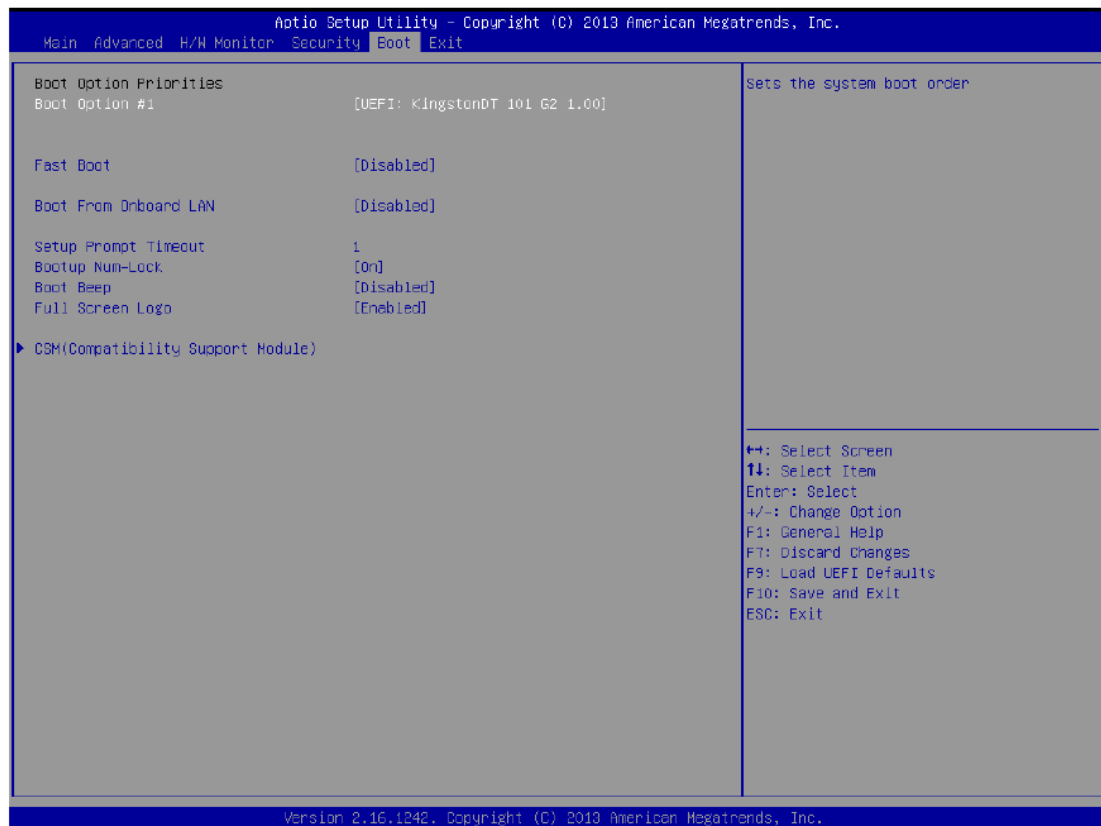 Aptio Setup Utility - Copyright (C) 2013 American Megatrends, Inc.
Main Advanced H/W Monitor Security Boot Exit
Boot Option Priorities
Boot Option #1 [UEFI: KingstonDT 101 G2 1.00]
Fast Boot [Disabled]
Boot From Onboard LAN [Disabled]
Setup Prompt Timeout 1
Bootup Num-Lock [On]
Boot Beep [Disabled]
Full Screen Logo [Enabled]
▶ CSM(Compatibility Support Module)
Sets the system boot order
↔: Select Screen
↑↓: Select Item
Enter: Select
+/-: Change Option
F1: General Help
F7: Discard Changes
F9: Load UEFI Defaults
F10: Save and Exit
ESC: Exit
Version 2.16.1242. Copyright (C) 2013 American Megatrends, Inc.